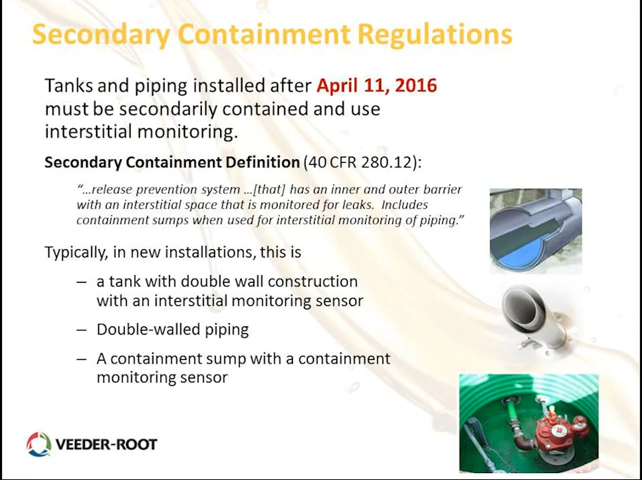 Secondary Containment Regulations
Tanks and piping installed after April 11, 2016
must be secondarily contained and use
interstitial monitoring.
Secondary Containment Definition (40 CFR 280.12):
“…release prevention system …[that] has an inner and outer barrier
with an interstitial space that is monitored for leaks. Includes
containment sumps when used for interstitial monitoring of piping.”
Typically, in new installations, this is
– a tank with double wall construction
with an interstitial monitoring sensor
– Double-walled piping
– A containment sump with a containment
monitoring sensor
VEEDER-ROOT